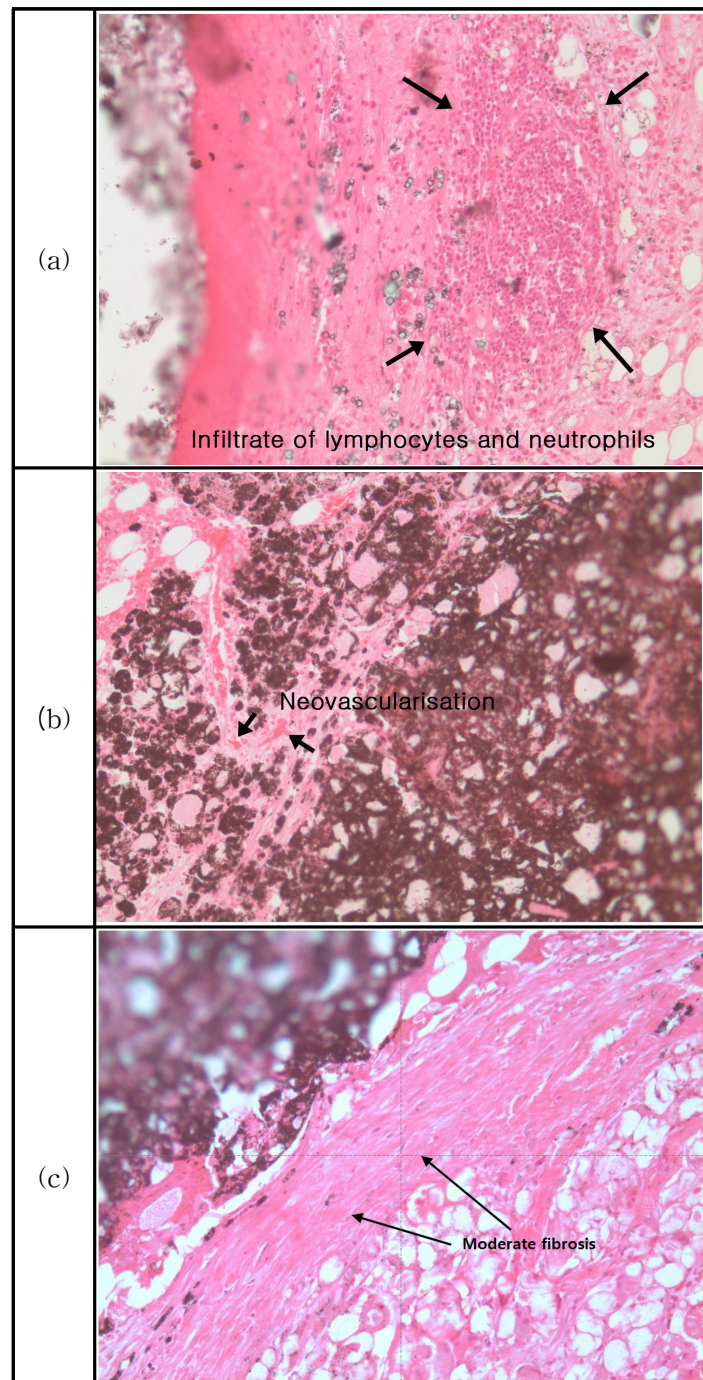 (a)
Infiltrate of lymphocytes and neutrophils
(b)
Neovascularisation
(c)
Moderate fibrosis